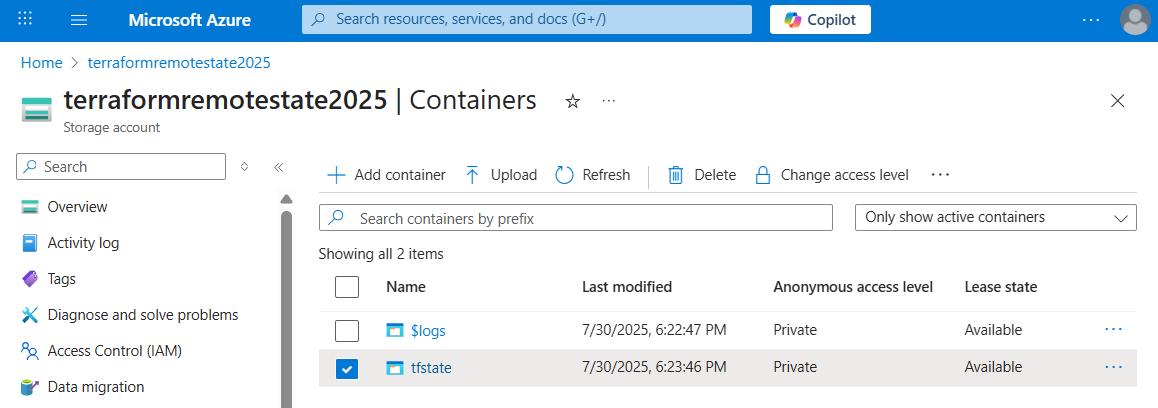 Microsoft Azure
Search resources, services, and docs (G+/)
Copilot
Home > terraformremotestate2025
terraformremotestate2025 | Containers
Storage account
Search
Overview
Activity log
Tags
Diagnose and solve problems
Access Control (IAM)
Data migration
Add container Upload Refresh Delete Change access level
Search containers by prefix
Only show active containers
Showing all 2 items
Name Last modified Anonymous access level Lease state
$logs 7/30/2025, 6:22:47 PM Private Available
tfstate 7/30/2025, 6:23:46 PM Private Available